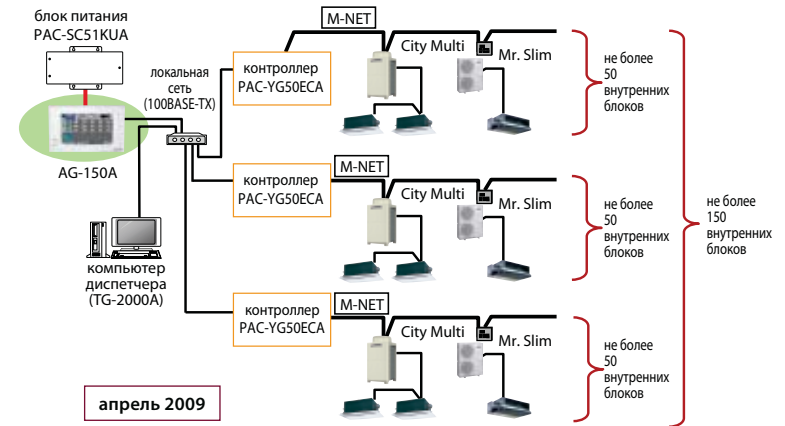 блок питания
PAC-SC51KUA
AG-150A
локальная
сеть
(100BASE-TX)
компьютер
диспетчера
(TG-2000A)
M-NET
контроллер
PAC-YG50ECA
City Multi
Mr. Slim
не более
50
внутренних
блоков
M-NET
контроллер
PAC-YG50ECA
City Multi
Mr. Slim
не более
50
внутренних
блоков
M-NET
контроллер
PAC-YG50ECA
City Multi
Mr. Slim
не более
50
внутренних
блоков
не более
150
внутренних
блоков
апрель 2009